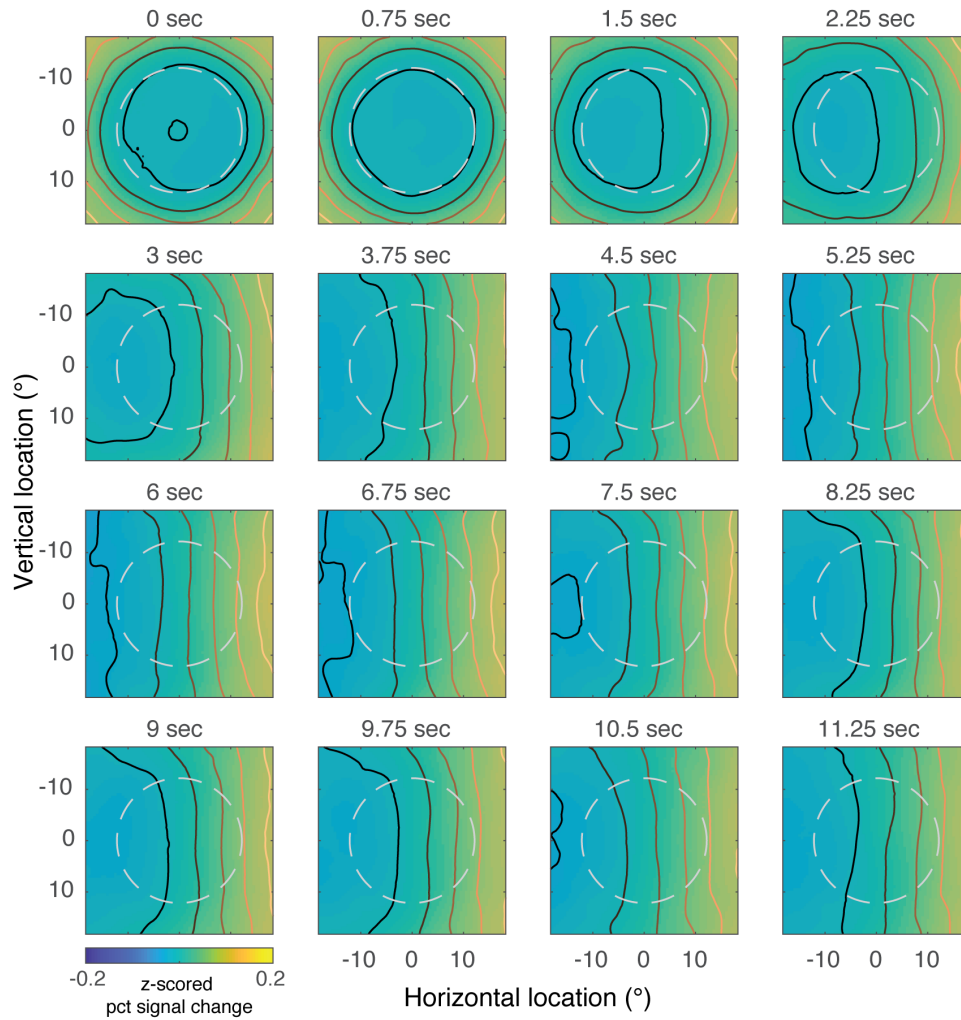 0 sec 0.75 sec 1.5 sec 2.25 sec
-10
0
10
3 sec 3.75 sec 4.5 sec 5.25 sec
-10
0
10
Vertical location (°)
6 sec 6.75 sec 7.5 sec 8.25 sec
-10
0
10
9 sec 9.75 sec 10.5 sec 11.25 sec
-10
0
10
-0.2 0.2
z-scored
pct signal change
-10 0 10 -10 0 10 -10 0 10
Horizontal location (°)